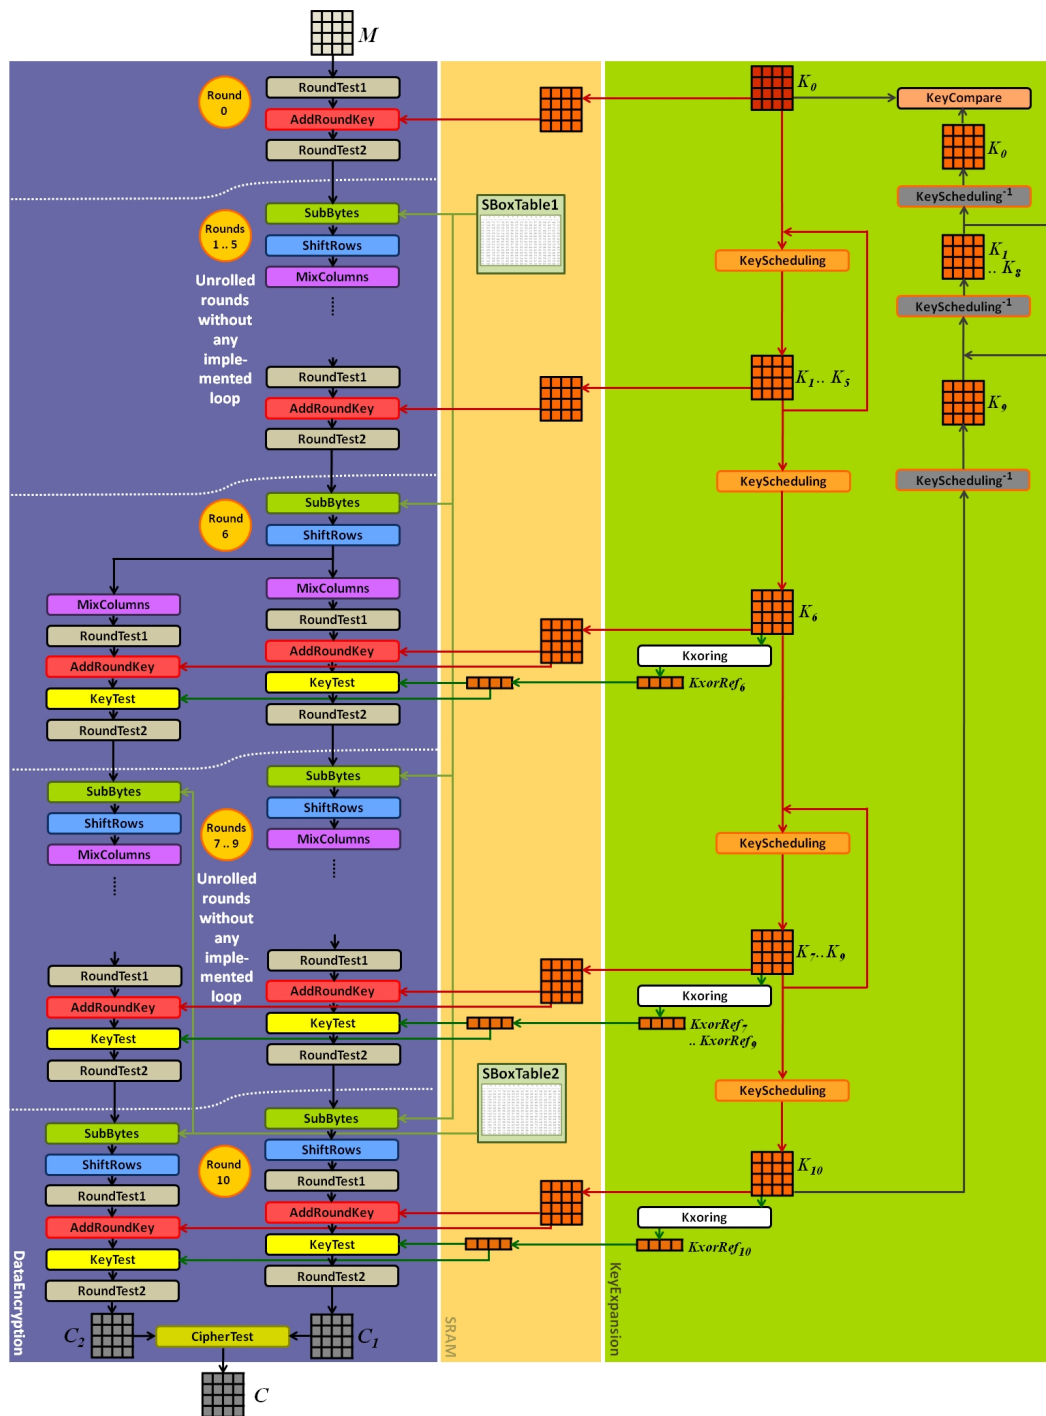 M
Round
0
RoundTest1
AddRoundKey
RoundTest2
K0
KeyCompare
K0
KeyScheduling-1
K1
.. K8
KeyScheduling-1
K9
KeyScheduling-1
Rounds
1 .. 5
SubBytes
ShiftRows
MixColumns
SBoxTable1
KeyScheduling
Unrolled
rounds
without
any
imple-
mented
loop
RoundTest1
AddRoundKey
RoundTest2
K1.. K5
KeyScheduling
Round
6
SubBytes
ShiftRows
MixColumns
RoundTest1
AddRoundKey
KeyTest
RoundTest2
MixColumns
RoundTest1
AddRoundKey
KeyTest
RoundTest2
K6
Kxoring
KxorRef6
Rounds
7 .. 9
SubBytes
ShiftRows
MixColumns
SubBytes
ShiftRows
MixColumns
KeyScheduling
Unrolled
rounds
without
any
imple-
mented
loop
RoundTest1
AddRoundKey
KeyTest
RoundTest2
RoundTest1
AddRoundKey
KeyTest
RoundTest2
K7..K9
Kxoring
KxorRef7
.. KxorRef9
SBoxTable2
KeyScheduling
Round
10
SubBytes
ShiftRows
RoundTest1
AddRoundKey
KeyTest
RoundTest2
SubBytes
ShiftRows
RoundTest1
AddRoundKey
KeyTest
RoundTest2
K10
Kxoring
KxorRef10
C2
CipherTest
C1
C
DataEncryption
SRAM
KeyExpansion